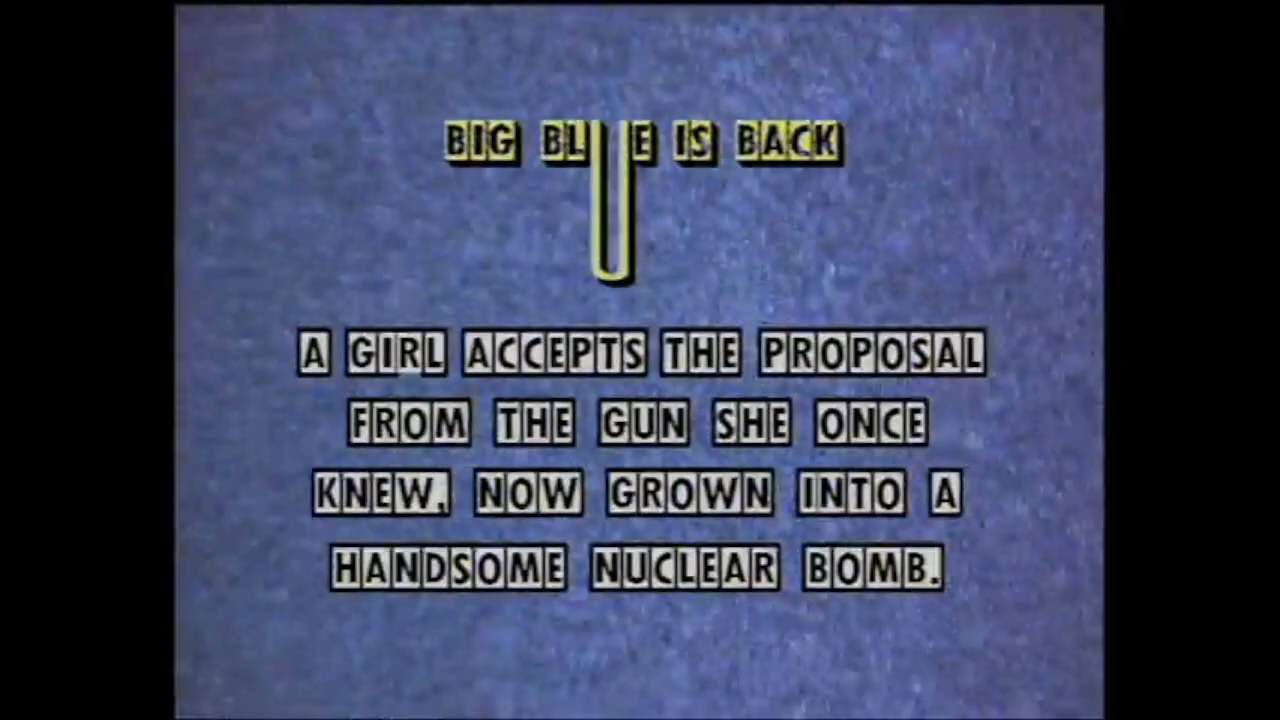 BIG BLUE IS BACK
A GIRL ACCEPTS THE PROPOSAL
FROM THE GUN SHE ONCE
KNEW, NOW GROWN INTO A
HANDSOME NUCLEAR BOMB.